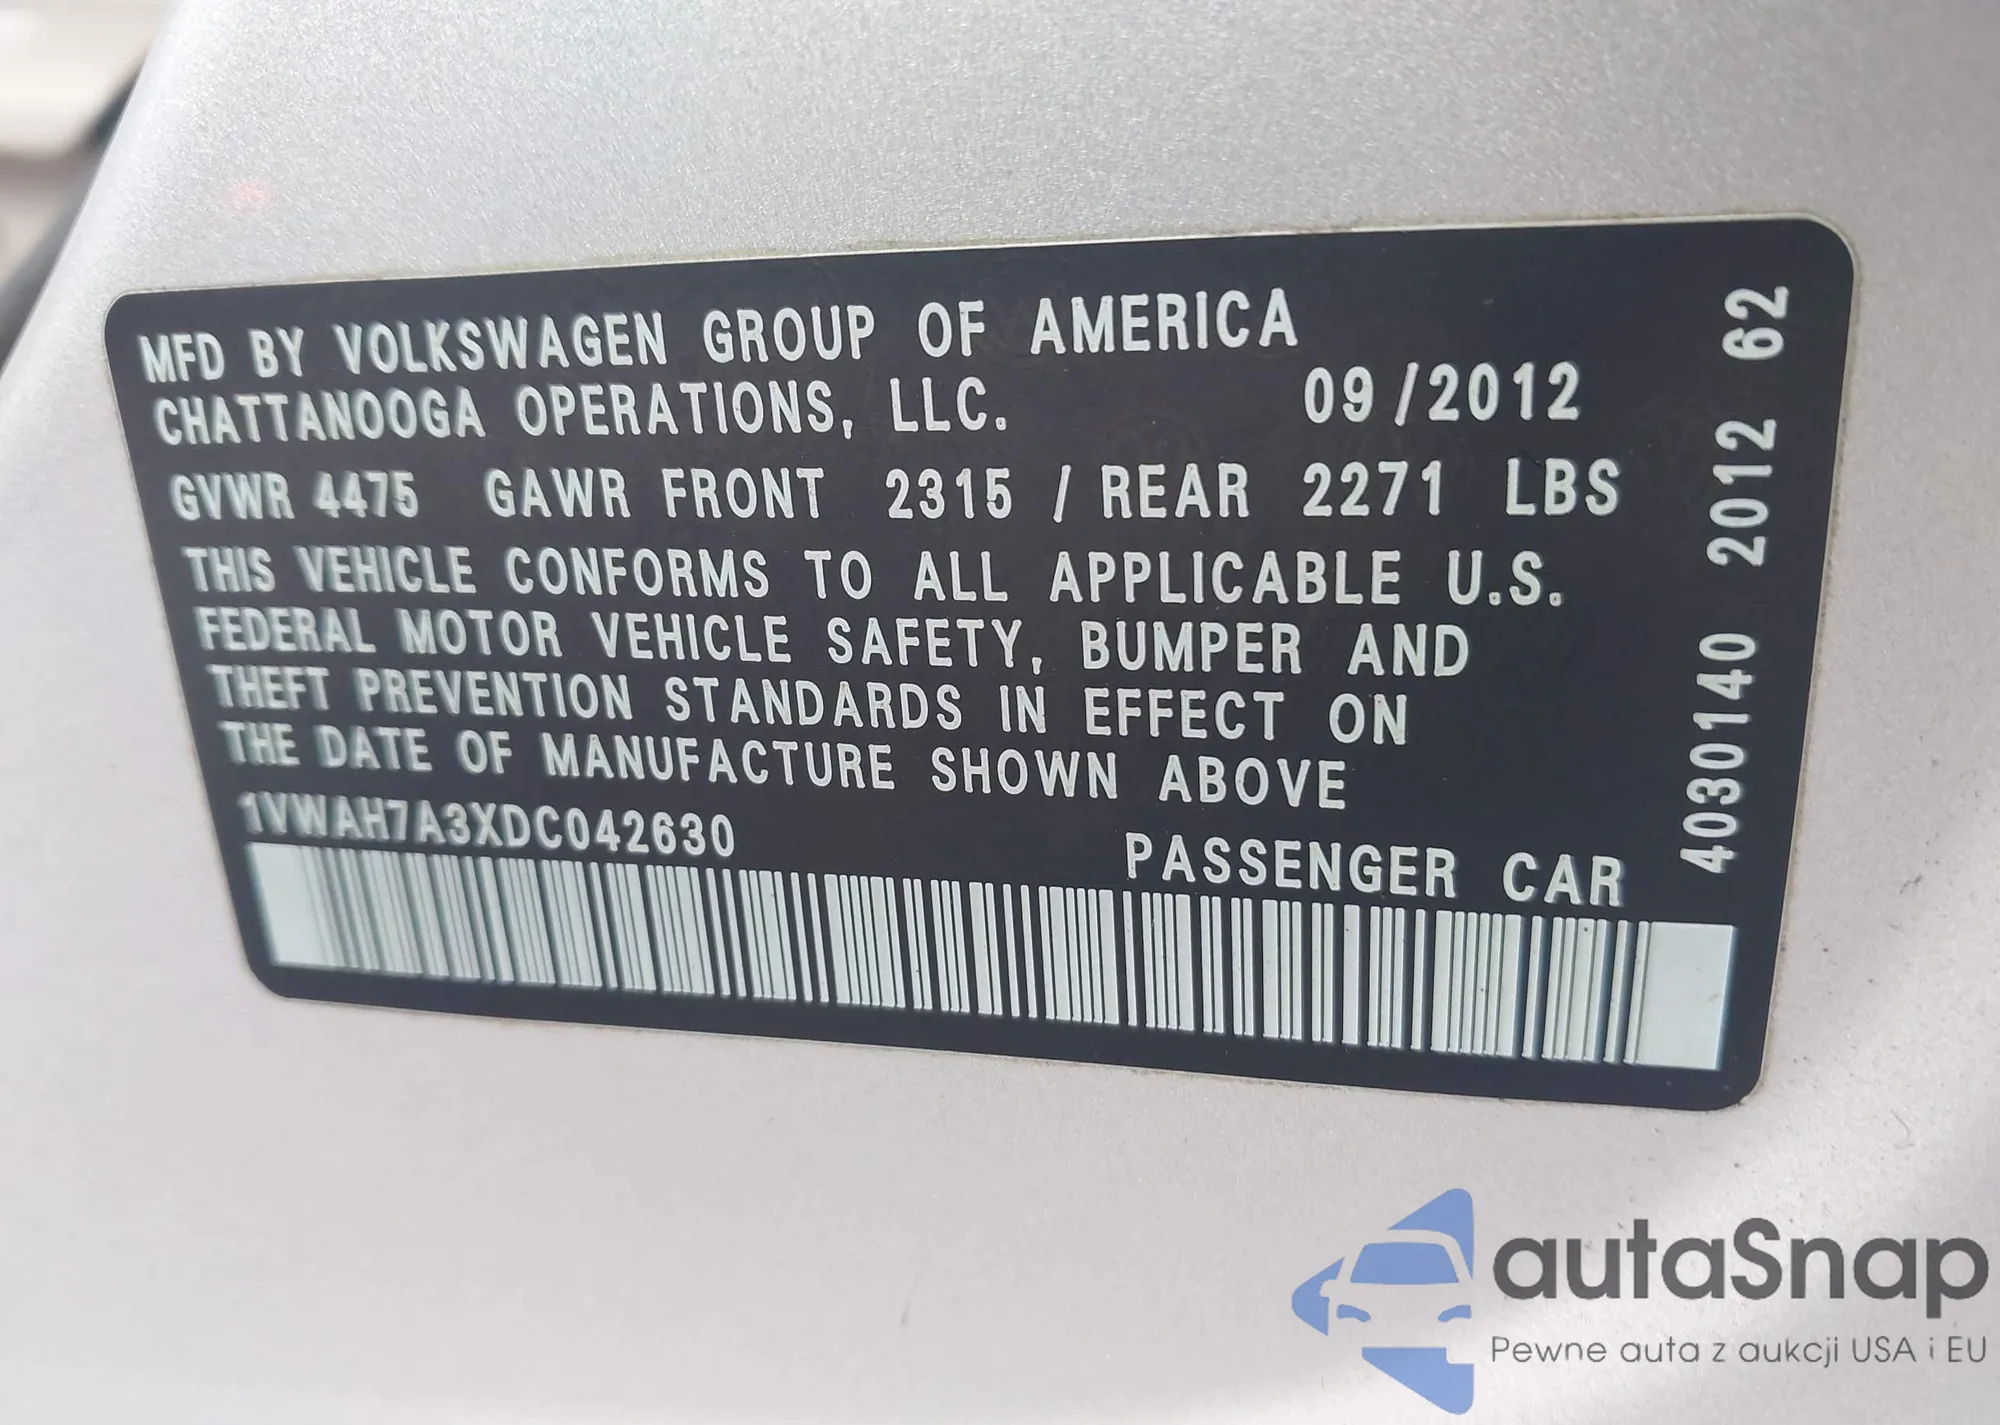 MFD BY VOLKSWAGEN GROUP OF AMERICA
CHATTANOOGA OPERATIONS, LLC. 09/2012
GVWR 4475 GAWR FRONT 2315 / REAR 2271 LBS
THIS VEHICLE CONFORMS TO ALL APPLICABLE U.S.
FEDERAL MOTOR VEHICLE SAFETY, BUMPER AND
THEFT PREVENTION STANDARDS IN EFFECT ON
THE DATE OF MANUFACTURE SHOWN ABOVE
1VWAH7A3XDC042630
PASSENGER CAR
4030140 2012 62
autaSnap
Pewne auta z aukcji USA i EU